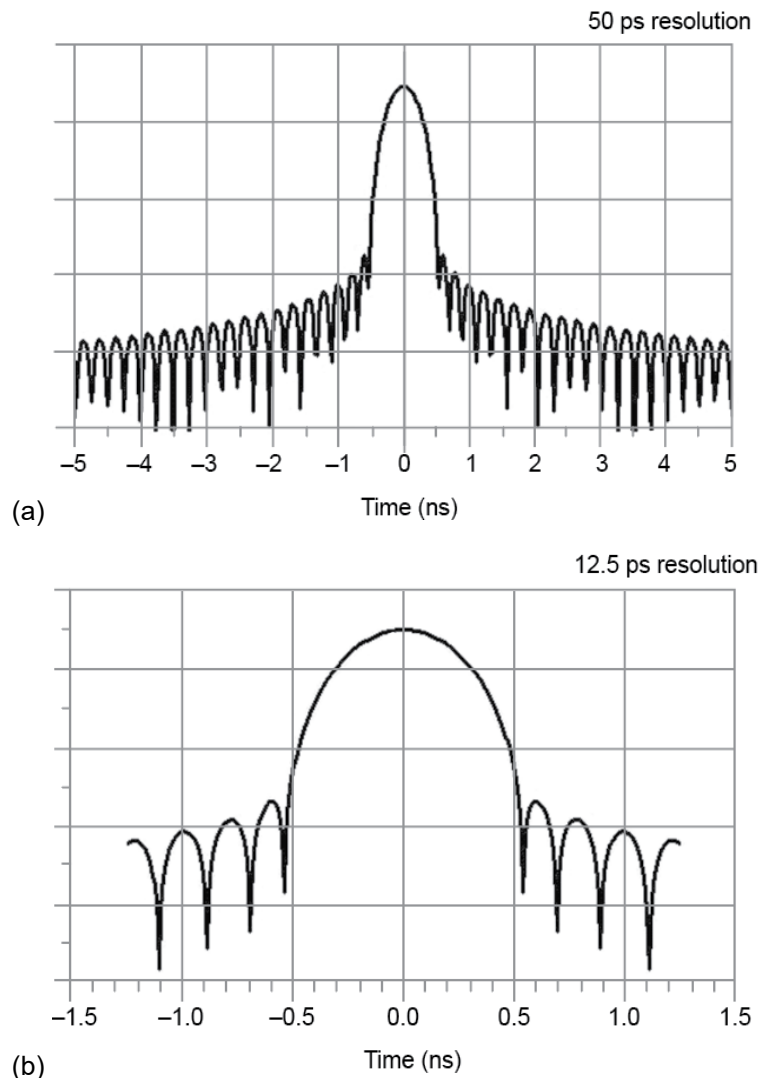 50 ps resolution
–5 –4 –3 –2 –1 0 1 2 3 4 5
Time (ns)
(a)
12.5 ps resolution
–1.5 –1.0 –0.5 0.0 0.5 1.0 1.5
Time (ns)
(b)